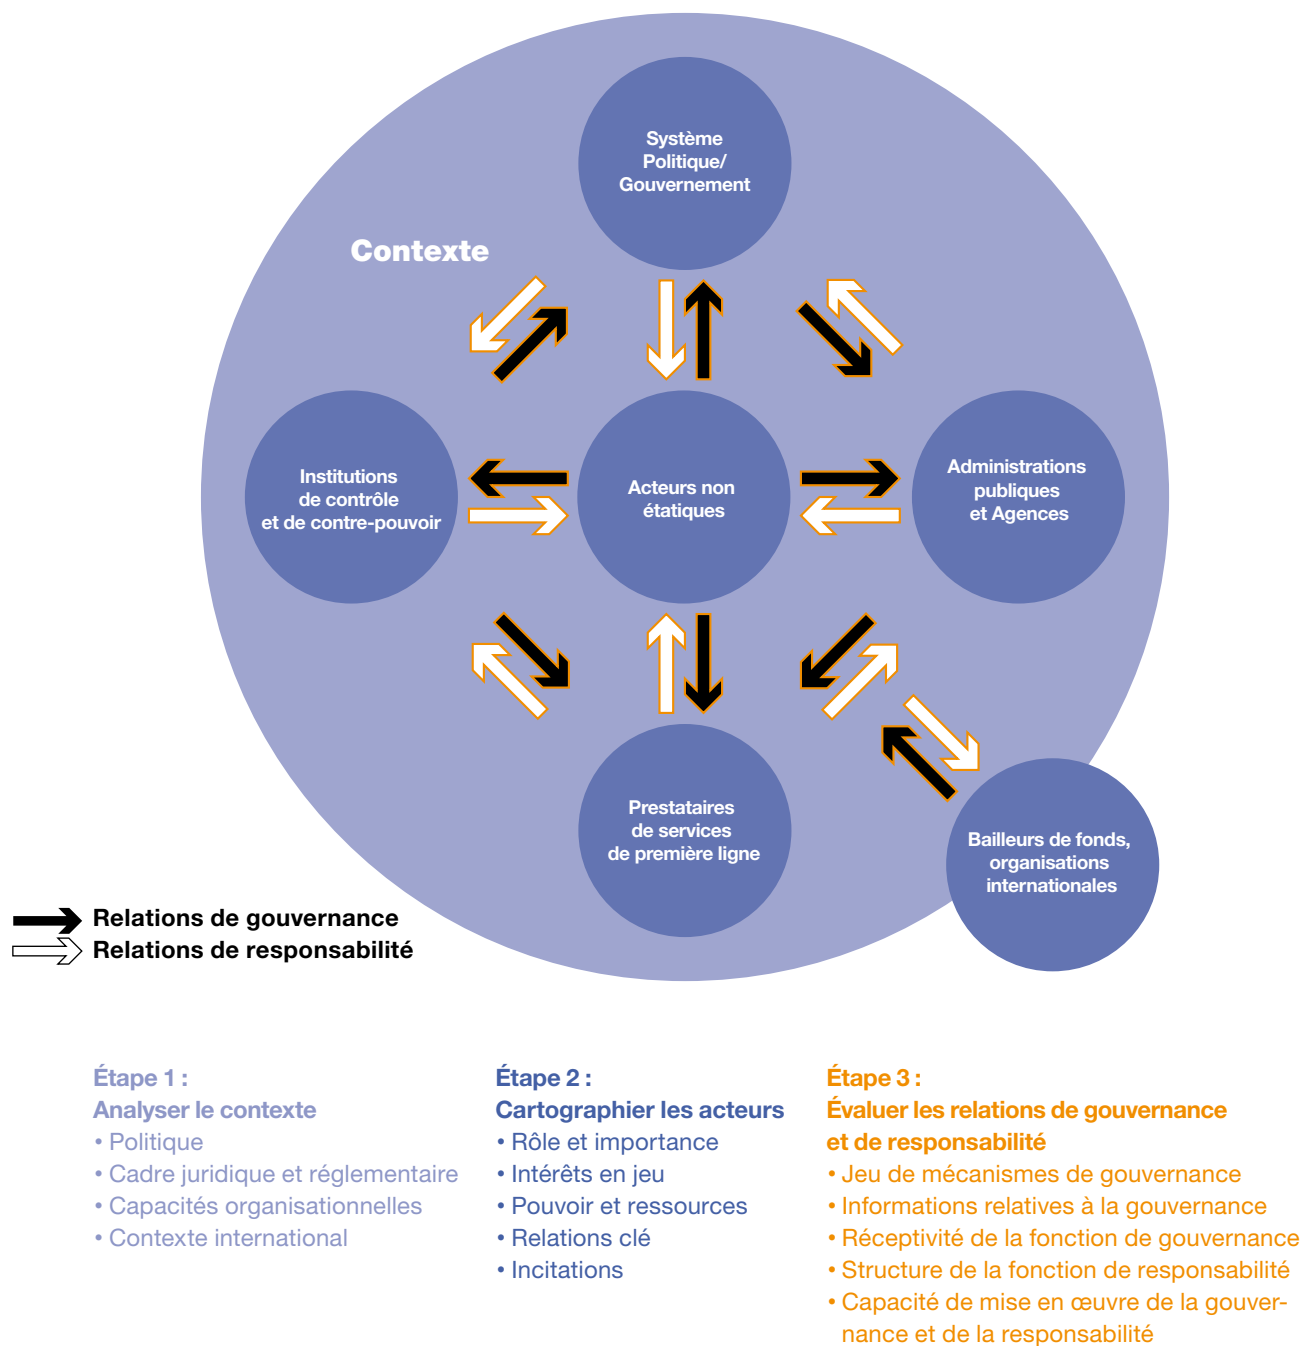 Système
Politique/
Gouvernement
Contexte
Institutions
de contrôle
et de contre-pouvoir
Acteurs non
étatiques
Administrations
publiques
et Agences
Prestataires
de services
de première ligne
Bailleurs de fonds,
organisations
internationales
Relations de gouvernance
Relations de responsabilité
Étape 1 :
Analyser le contexte
• Politique
• Cadre juridique et réglementaire
• Capacités organisationnelles
• Contexte international
Étape 2 :
Cartographier les acteurs
• Rôle et importance
• Intérêts en jeu
• Pouvoir et ressources
• Relations clé
• Incitations
Étape 3 :
Évaluer les relations de gouvernance
et de responsabilité
• Jeu de mécanismes de gouvernance
• Informations relatives à la gouvernance
• Réceptivité de la fonction de gouvernance
• Structure de la fonction de responsabilité
• Capacité de mise en œuvre de la gouver-
nance et de la responsabilité